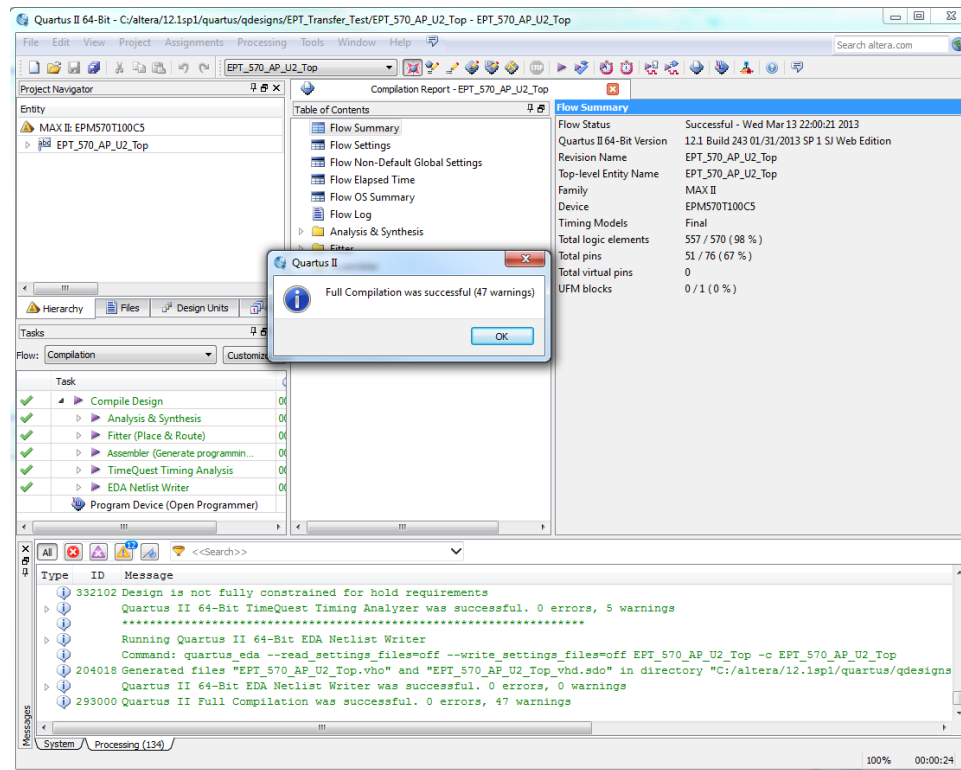 Quartus II 64-Bit - C:/altera/12.1sp1/quartus/qdesigns/EPT_Transfer_Test/EPT_570_AP_U2_Top - EPT_570_AP_U2_Top
File Edit View Project Assignments Processing Tools Window Help
Search altera.com
EPT_570_AP_U2_Top
Project Navigator
Entity
MAX II: EPM570T100C5
EPT_570_AP_U2_Top
Hierarchy Files Design Units
Tasks
Flow: Compilation Customize
Task
Compile Design 00
Analysis & Synthesis 00
Fitter (Place & Route) 00
Assembler (Generate programmin... 00
TimeQuest Timing Analysis 00
EDA Netlist Writer 00
Program Device (Open Programmer)
Compilation Report - EPT_570_AP_U2_Top
Table of Contents
Flow Summary
Flow Settings
Flow Non-Default Global Settings
Flow Elapsed Time
Flow OS Summary
Flow Log
Analysis & Synthesis
Fitter
Flow Summary
Flow Status Successful - Wed Mar 13 22:00:21 2013
Quartus II 64-Bit Version 12.1 Build 243 01/31/2013 SP 1 SJ Web Edition
Revision Name EPT_570_AP_U2_Top
Top-level Entity Name EPT_570_AP_U2_Top
Family MAX II
Device EPM570T100C5
Timing Models Final
Total logic elements 557 / 570 ( 98 % )
Total pins 51 / 76 ( 67 % )
Total virtual pins 0
UFM blocks 0 / 1 ( 0 % )
Quartus II
Full Compilation was successful (47 warnings)
OK
All 12 <<Search>>
Type ID Message
332102 Design is not fully constrained for hold requirements
Quartus II 64-Bit TimeQuest Timing Analyzer was successful. 0 errors, 5 warnings
*******************************************************************
Running Quartus II 64-Bit EDA Netlist Writer
Command: quartus_eda --read_settings_files=off --write_settings_files=off EPT_570_AP_U2_Top -c EPT_570_AP_U2_Top
204018 Generated files "EPT_570_AP_U2_Top.vho" and "EPT_570_AP_U2_Top_vhd.sdo" in directory "C:/altera/12.1sp1/quartus/qdesigns
Quartus II 64-Bit EDA Netlist Writer was successful. 0 errors, 0 warnings
293000 Quartus II Full Compilation was successful. 0 errors, 47 warnings
Messages
System Processing (134)
100% 00:00:24